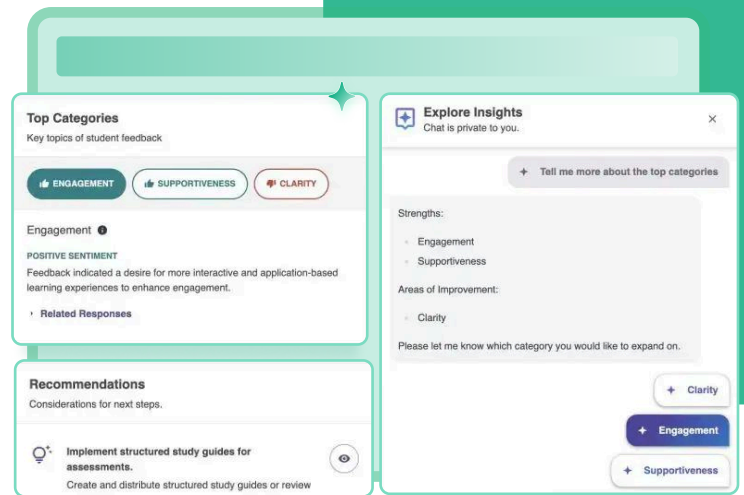 Top Categories
Key topics of student feedback
ENGAGEMENT
SUPPORTIVENESS
CLARITY
Engagement
POSITIVE SENTIMENT
Feedback indicated a desire for more interactive and application-based
learning experiences to enhance engagement.
Related Responses
Recommendations
Considerations for next steps.
Implement structured study guides for
assessments.
Create and distribute structured study guides or review
Explore Insights
Chat is private to you.
Tell me more about the top categories
Strengths:
Engagement
Supportiveness
Areas of Improvement:
Clarity
Please let me know which category you would like to expand on.
Clarity
Engagement
Supportiveness